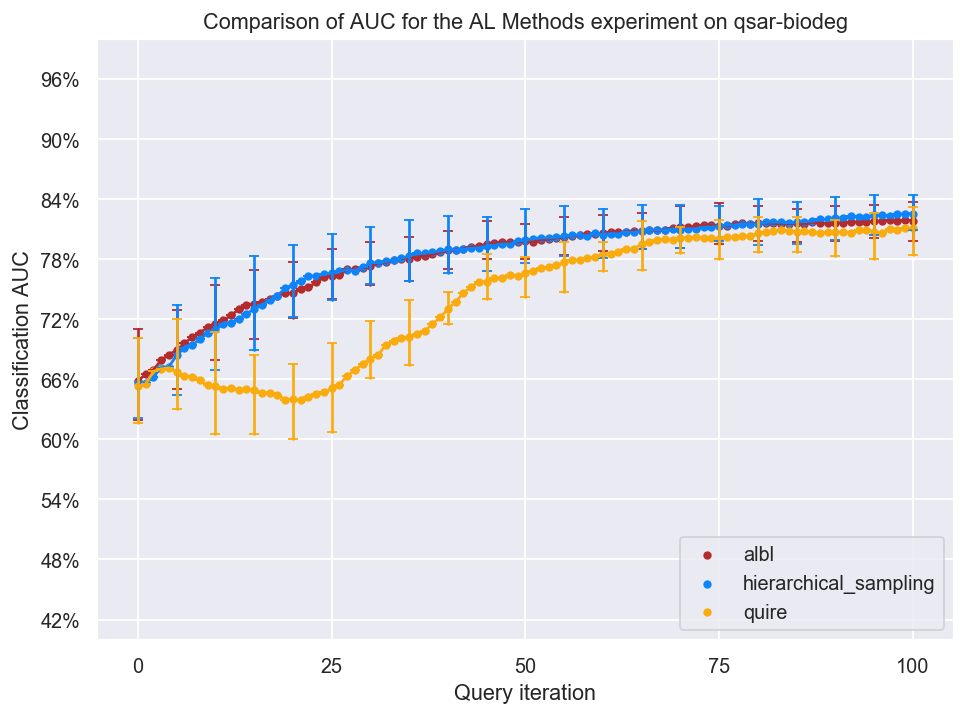 Comparison of AUC for the AL Methods experiment on qsar-biodeg
Classification AUC
96%
90%
84%
78%
72%
66%
60%
54%
48%
42%
albl
hierarchical_sampling
quire
0 25 50 75 100
Query iteration